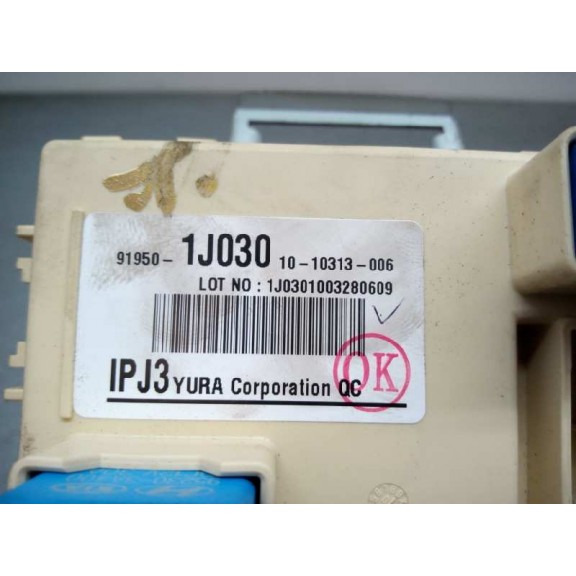 91950- 1J030 10-10313-006
LOT NO : 1J0301003280609
IPJ3 YURA Corporation QC
OK